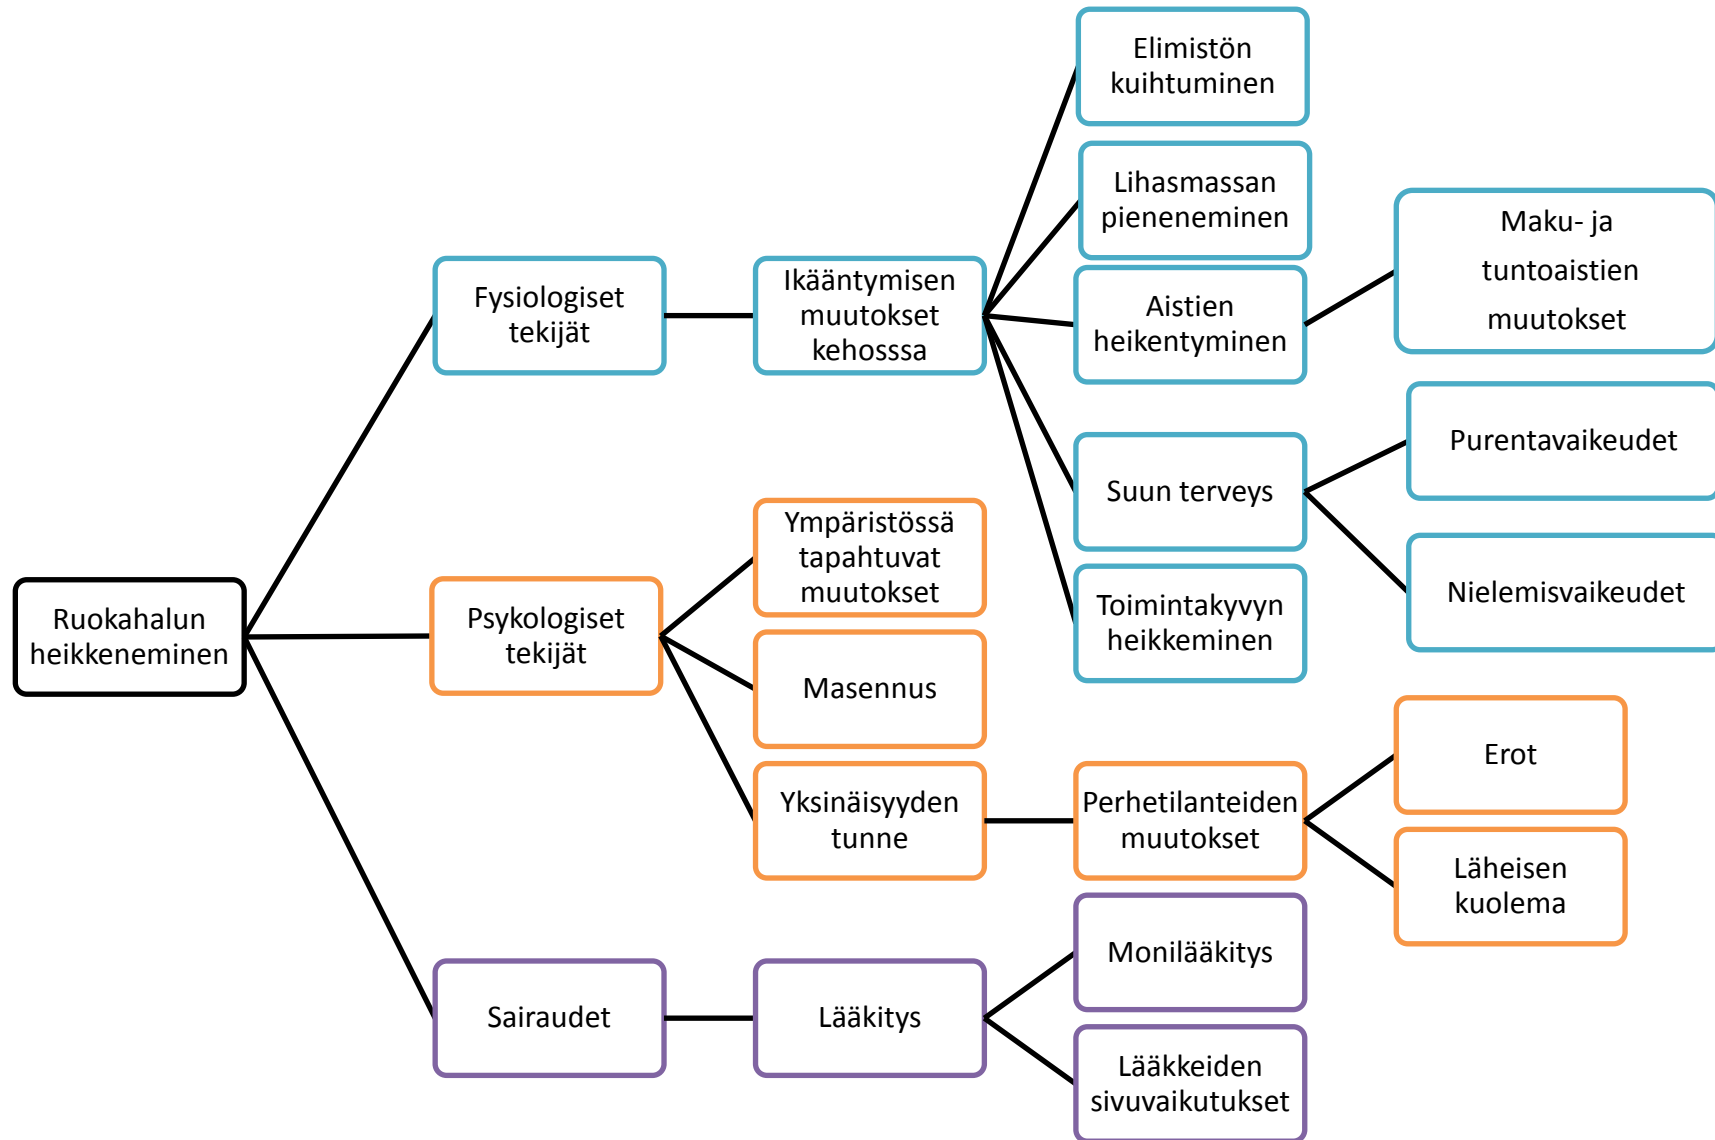 Ruokahalun
heikkeneminen
Fysiologiset
tekijät
Ikääntymisen
muutokset
kehosssa
Elimistön
kuihtuminen
Lihasmassan
pieneneminen
Aistien
heikentyminen
Maku- ja
tuntoaistien
muutokset
Suun terveys
Purentavaikeudet
Nielemisvaikeudet
Toimintakyvyn
heikkeminen
Psykologiset
tekijät
Ympäristössä
tapahtuvat
muutokset
Masennus
Yksinäisyyden
tunne
Perhetilanteiden
muutokset
Erot
Läheisen
kuolema
Sairaudet
Lääkitys
Monilääkitys
Lääkkeiden
sivuvaikutukset